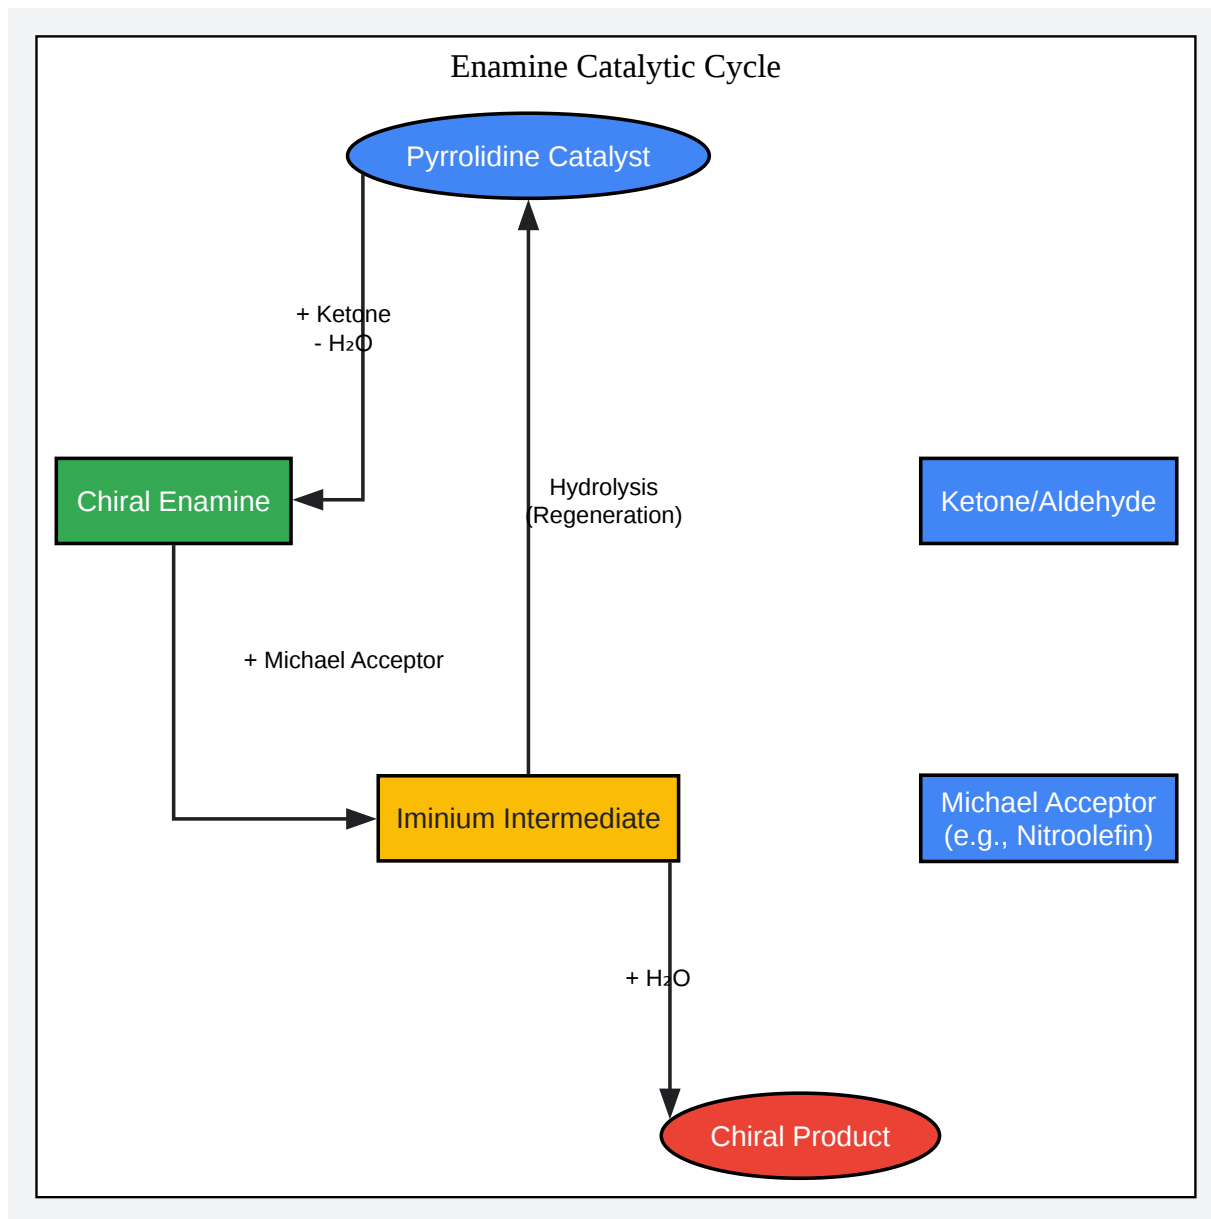 Enamine Catalytic Cycle
Pyrrolidine Catalyst
+ Ketone
- H₂O
Hydrolysis
(Regeneration)
Chiral Enamine
Ketone/Aldehyde
+ Michael Acceptor
Iminium Intermediate
Michael Acceptor
(e.g., Nitroolefin)
+ H₂O
Chiral Product